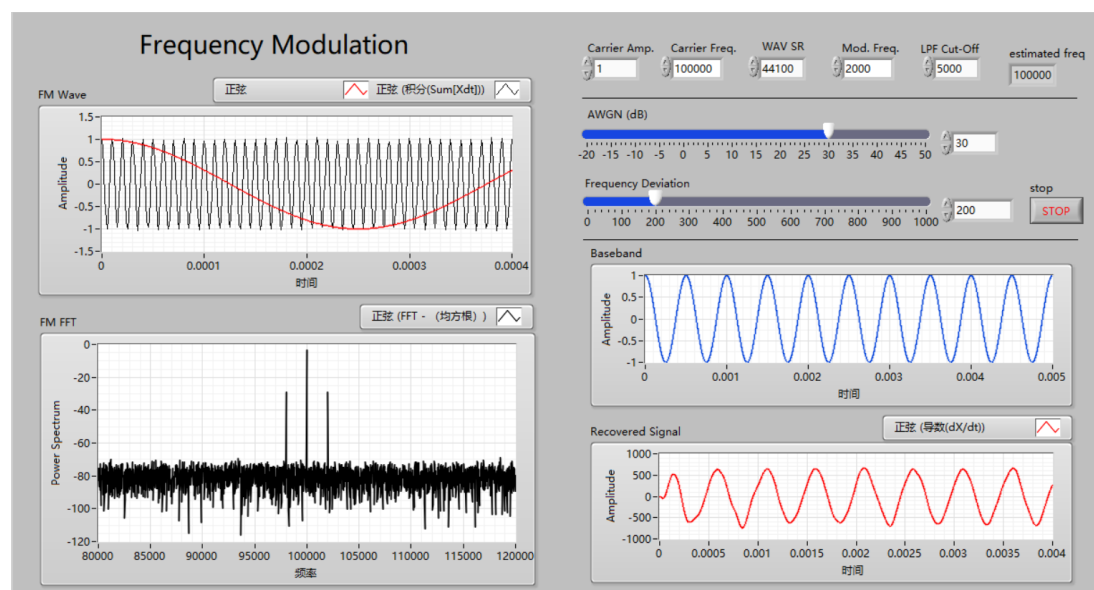 Frequency Modulation
FM Wave
正弦 正弦 (积分(Sum[Xdt]))
1.5
1
0.5
0
-0.5
-1
-1.5
Amplitude
0 0.0001 0.0002 0.0003 0.0004
时间
FM FFT
正弦 (FFT - （均方根）)
0
-20
-40
-60
-80
-100
-120
Power Spectrum
80000 85000 90000 95000 100000 105000 110000 115000 120000
频率
Carrier Amp. Carrier Freq. WAV SR Mod. Freq. LPF Cut-Off estimated freq
1 100000 44100 2000 5000 100000
AWGN (dB)
30
-20 -15 -10 -5 0 5 10 15 20 25 30 35 40 45 50
Frequency Deviation
200
0 100 200 300 400 500 600 700 800 900 1000
stop
STOP
Baseband
1
0.5
0
-0.5
-1
Amplitude
0 0.001 0.002 0.003 0.004 0.005
时间
Recovered Signal
正弦 (导数(dX/dt))
1000
500
0
-500
-1000
Amplitude
0 0.0005 0.001 0.0015 0.002 0.0025 0.003 0.0035 0.004
时间